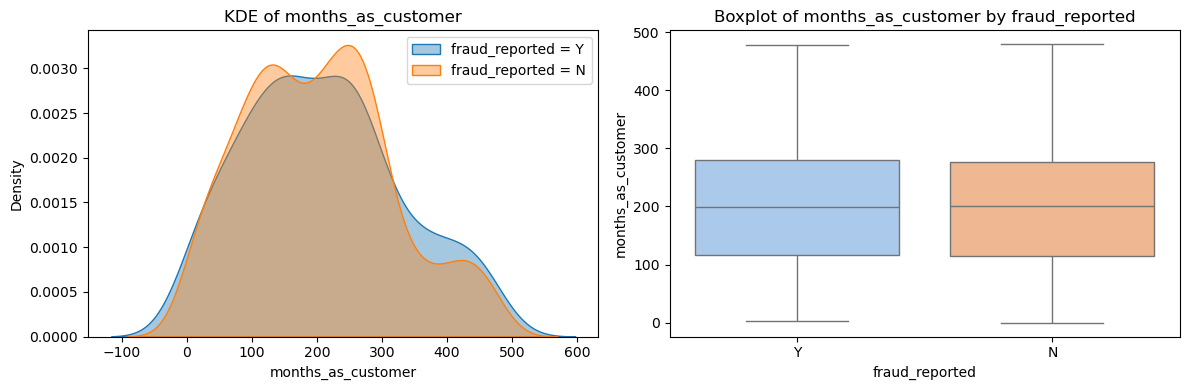 KDE of months_as_customer
fraud_reported = Y
fraud_reported = N
0.0030
0.0025
0.0020
0.0015
0.0010
0.0005
0.0000
Density
−100
0
100
200
300
400
500
600
months_as_customer
Boxplot of months_as_customer by fraud_reported
500
400
300
200
100
0
months_as_customer
Y
N
fraud_reported